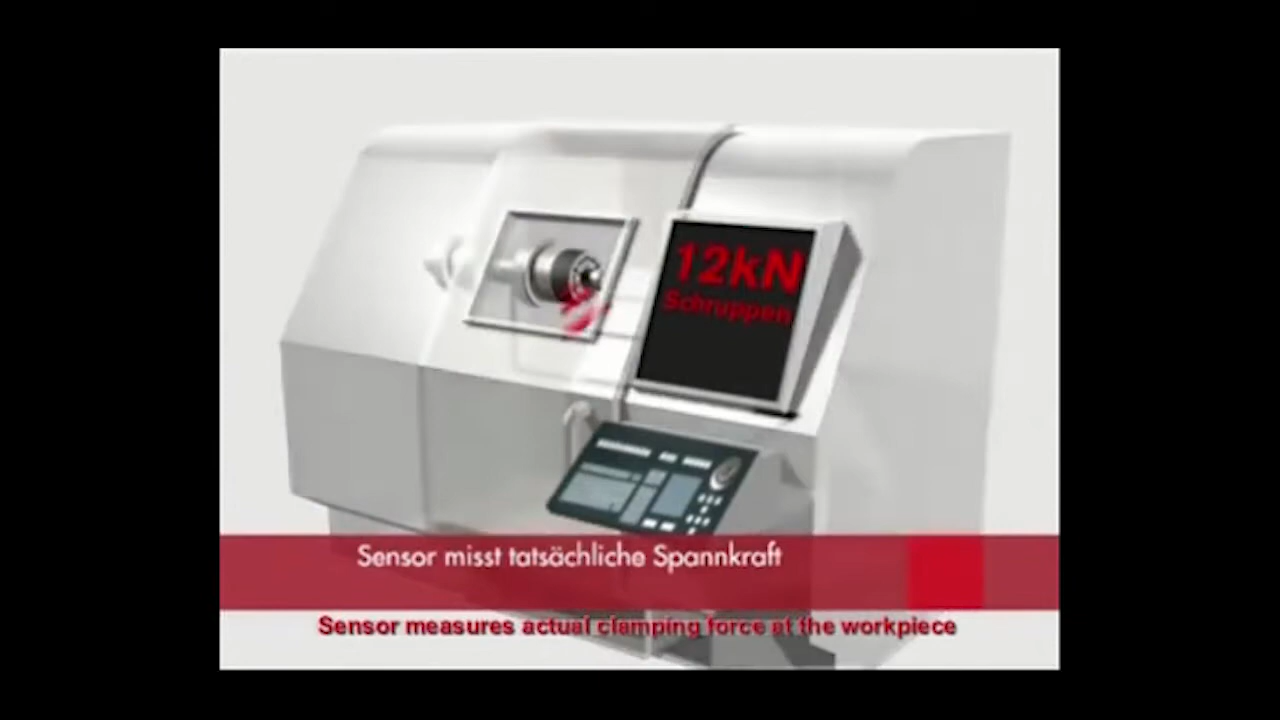 12kN
Schruppen
Sensor misst tatsächliche Spannkraft
Sensor measures actual clamping force at the workpiece